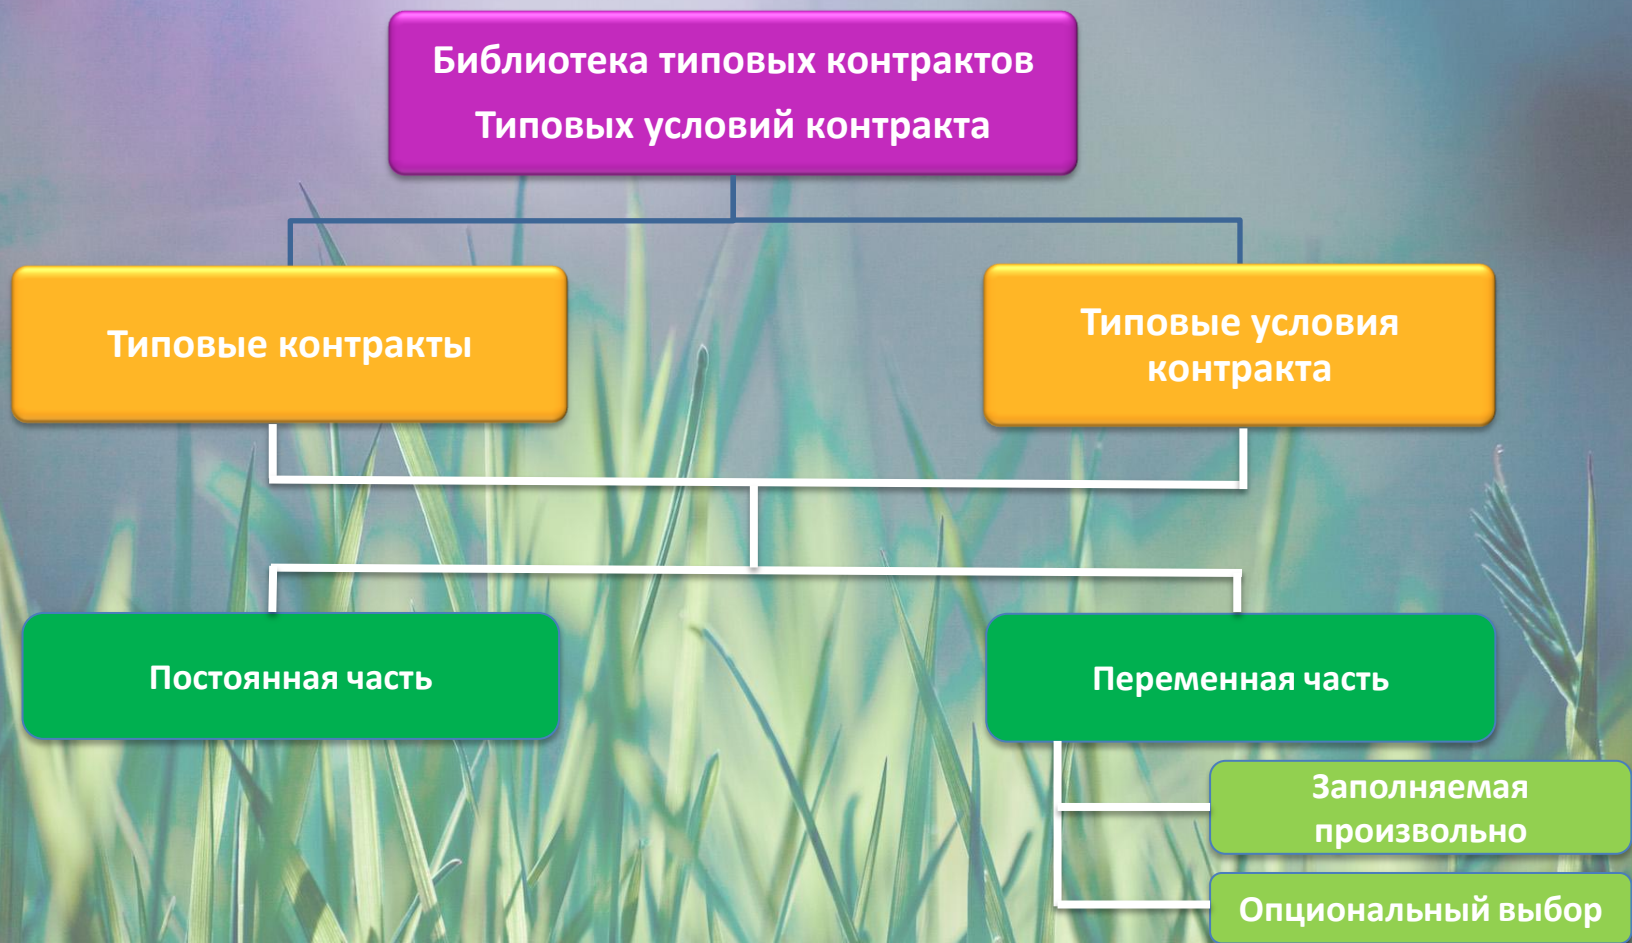 Библиотека типовых контрактов
Типовых условий контракта
Типовые контракты
Типовые условия
контракта
Постоянная часть
Переменная часть
Заполняемая
произвольно
Опциональный выбор